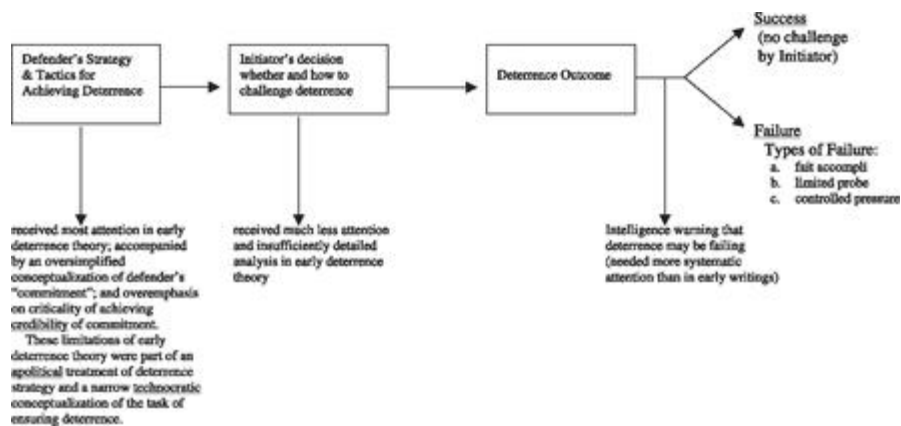 Defender's Strategy
& Tactics for
Achieving Deterrence
Initiator's decision
whether and how to
challenge deterrence
Deterrence Outcome
Success
(no challenge
by Initiator)
Failure
Types of Failure:
a. fait accompli
b. limited probe
c. controlled pressure
received most attention in early
deterrence theory; accompanied
by an oversimplified
conceptualization of defender's
"commitment"; and overemphasis
on criticality of achieving
credibility of commitment.
These limitations of early
deterrence theory were part of an
apolitical treatment of deterrence
strategy and a narrow technocratic
conceptualization of the task of
ensuring deterrence.
received much less attention
and insufficiently detailed
analysis in early deterrence
theory
Intelligence warning that
deterrence may be failing
(needed more systematic
attention than in early writings)